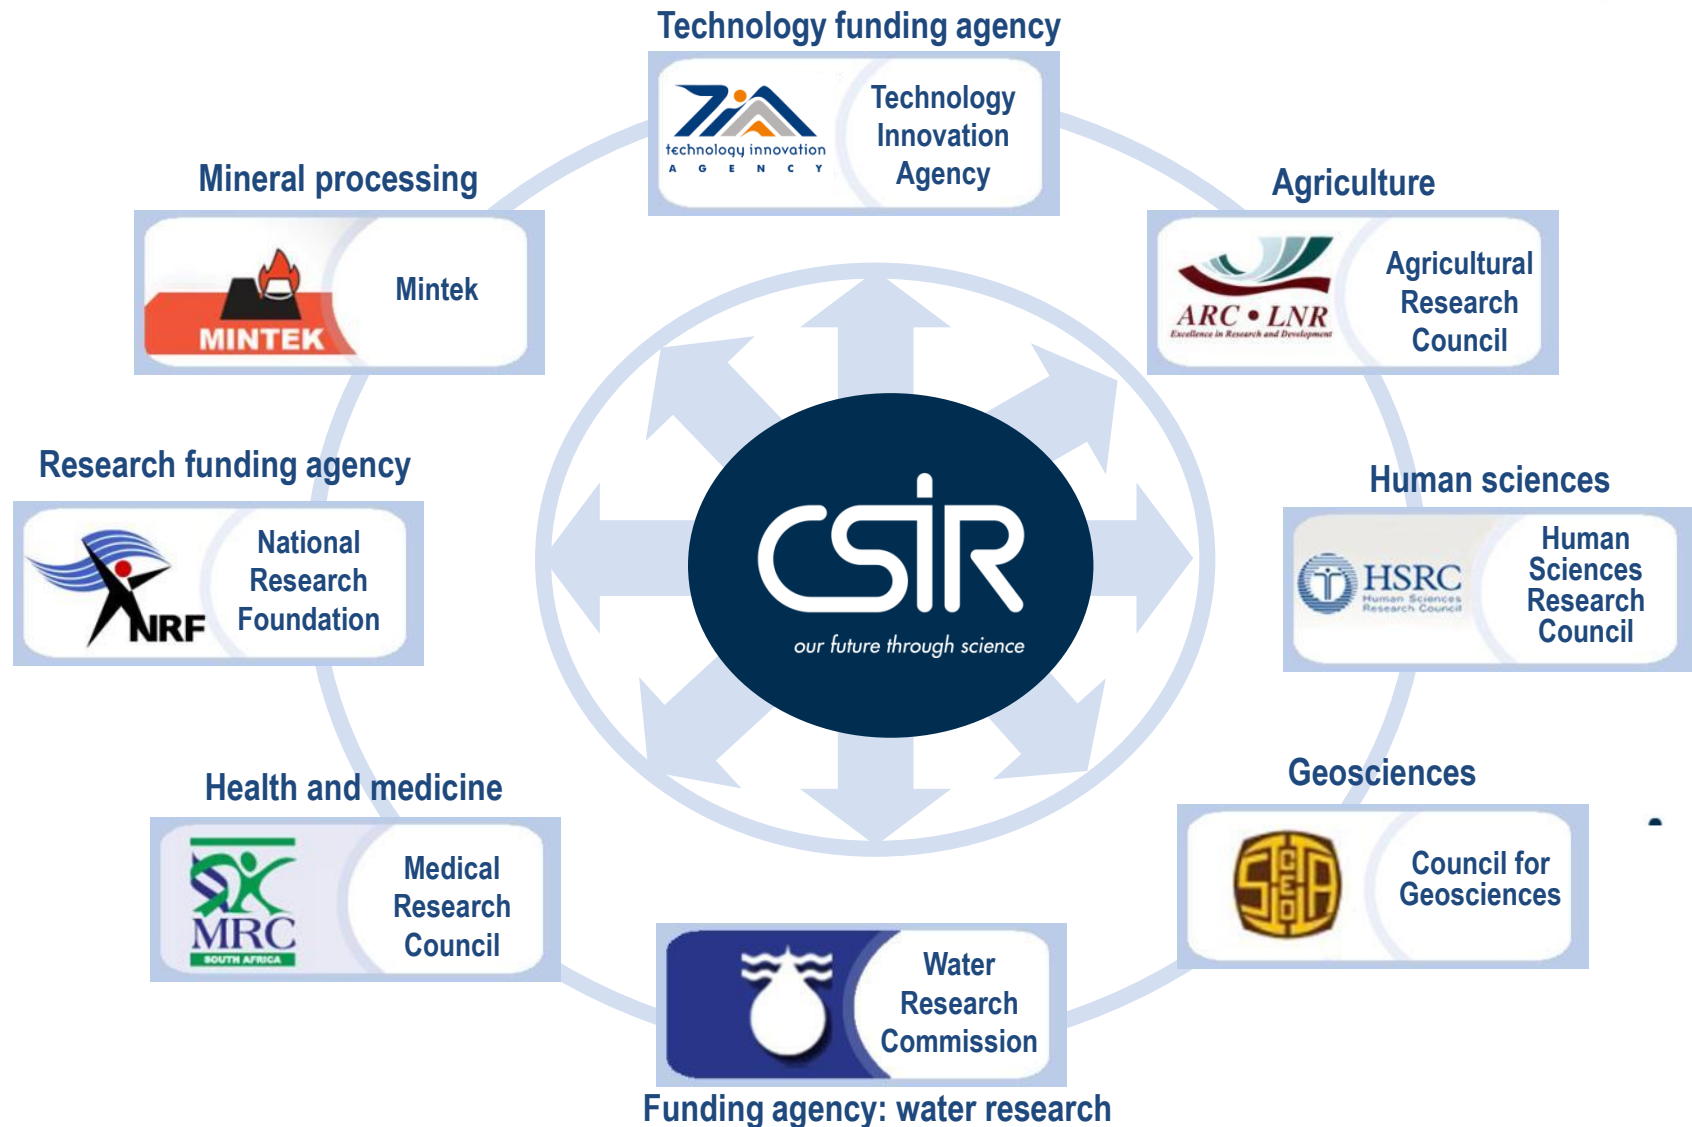 Technology funding agency
technology innovation
A G E N C Y
Technology
Innovation
Agency
Mineral processing
MINTEK
Mintek
Agriculture
ARC • LNR
Excellence in Research and Development
Agricultural
Research
Council
Research funding agency
NRF
National
Research
Foundation
CSIR
our future through science
Human sciences
HSRC
Human Sciences
Research Council
Human
Sciences
Research
Council
Health and medicine
MRC
SOUTH AFRICA
Medical
Research
Council
Geosciences
Council for
Geosciences
Water
Research
Commission
Funding agency: water research